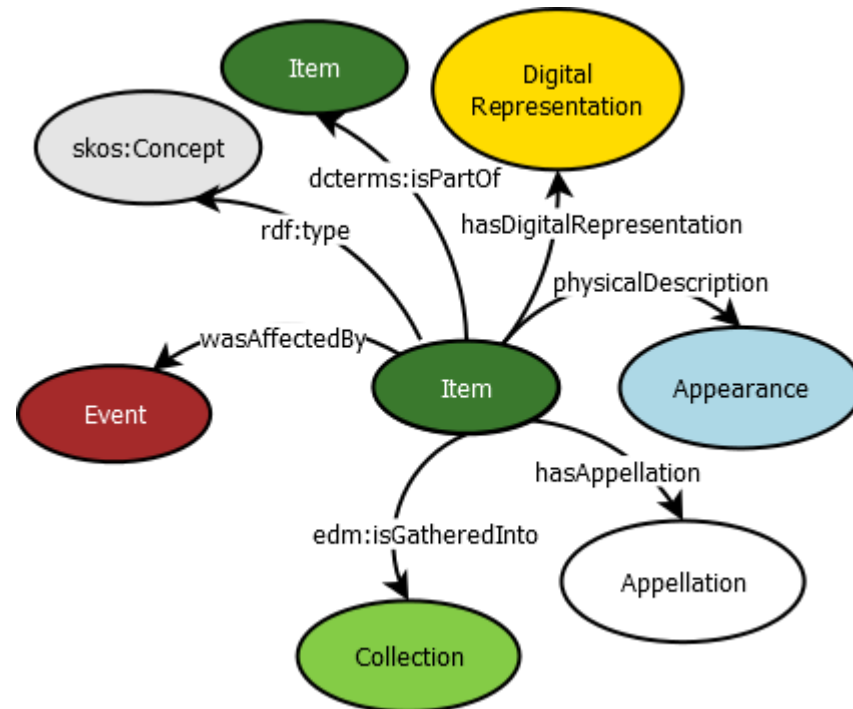 Item
Digital
Representation
skos:Concept
dcterms:isPartOf
hasDigitalRepresentation
rdf:type
physicalDescription
wasAffectedBy
Item
Appearance
Event
hasAppellation
edm:isGatheredInto
Appellation
Collection